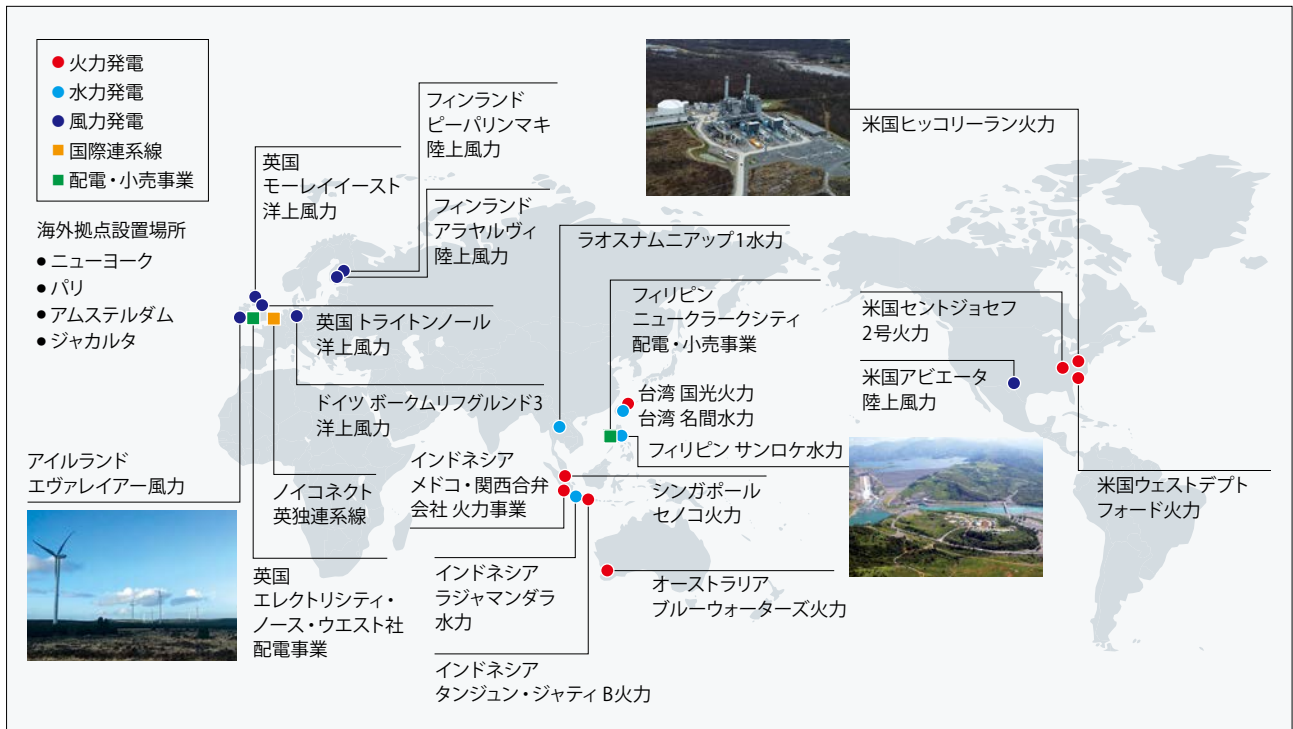 火力発電
水力発電
風力発電
国際連系線
配電・小売事業
海外拠点設置場所
● ニューヨーク
● パリ
● アムステルダム
● ジャカルタ
フィンランド
ピーパリンマキ
陸上風力
英国
モーレイイースト
洋上風力
フィンランド
アラヤルヴィ
陸上風力
米国ヒッコリーラン火力
ラオスナムニアップ1水力
フィリピン
ニュークラークシティ
配電・小売事業
英国 トライトンノール
洋上風力
米国セントジョセフ
2号火力
米国アビエータ
陸上風力
台湾 国光火力
台湾 名間水力
ドイツ ボークムリフグルンド3
洋上風力
フィリピン サンロケ水力
アイルランド
エヴァレイアー風力
ノイコネクト
英独連系線
インドネシア
メドコ・関西合弁
会社 火力事業
シンガポール
セノコ火力
米国ウェストデプト
フォード火力
英国
エレクトリシティ・
ノース・ウエスト社
配電事業
インドネシア
ラジャマンダラ
水力
オーストラリア
ブルーウォーターズ火力
インドネシア
タンジュン・ジャティ B火力